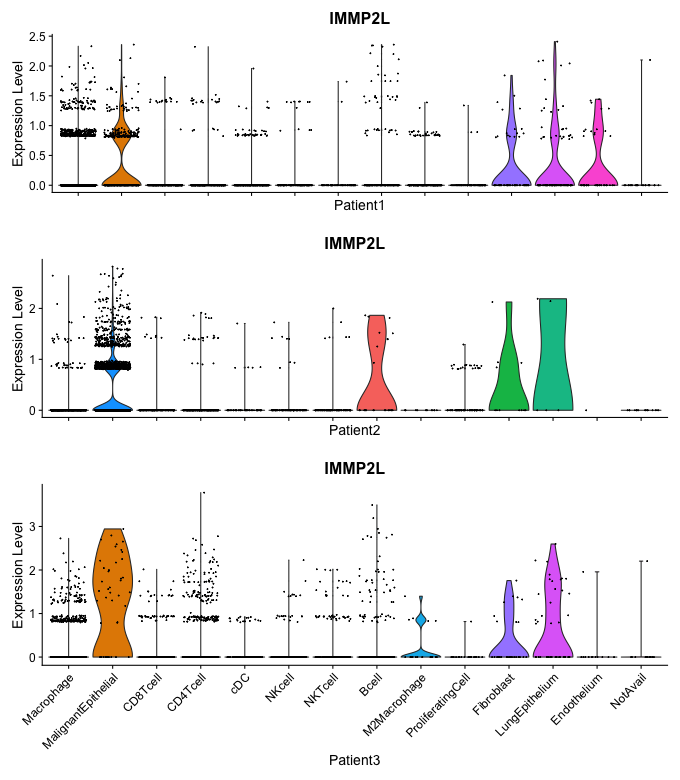 IMMP2L
Expression Level
2.5
2.0
1.5
1.0
0.5
0.0
Patient1
IMMP2L
Expression Level
2
1
0
Patient2
IMMP2L
Expression Level
3
2
1
0
Macrophage
MalignantEpithelial
CD8Tcell
CD4Tcell
cDC
NKcell
NKTcell
Bcell
M2Macrophage
ProliferatingCell
Fibroblast
LungEpithelium
Endothelium
NotAvail
Patient3